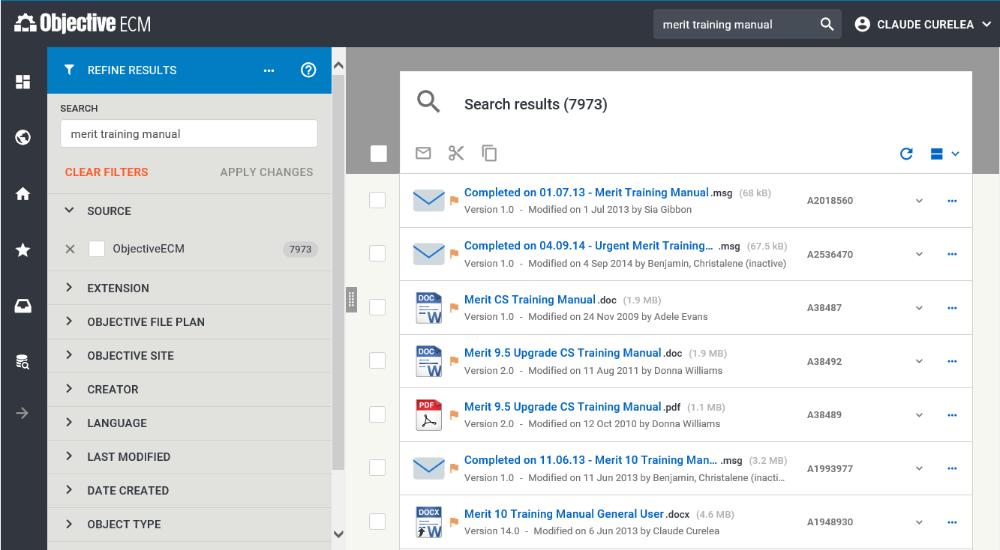 Objective ECM
merit training manual
CLAUDE CURELEA
REFINE RESULTS
SEARCH
merit training manual
CLEAR FILTERS
APPLY CHANGES
SOURCE
ObjectiveECM
7973
EXTENSION
OBJECTIVE FILE PLAN
OBJECTIVE SITE
CREATOR
LANGUAGE
LAST MODIFIED
DATE CREATED
OBJECT TYPE
Search results (7973)
Completed on 01.07.13 - Merit Training Manual.msg (68 kB)
Version 1.0 - Modified on 1 Jul 2013 by Sia Gibbon
A2018560
Completed on 04.09.14 - Urgent Merit Training... .msg (67.5 kB)
Version 1.0 - Modified on 4 Sep 2014 by Benjamin, Christalene (inactive)
A2536470
DOC
W
Merit CS Training Manual.doc (1.9 MB)
Version 1.0 - Modified on 24 Nov 2009 by Adele Evans
A38487
DOC
W
Merit 9.5 Upgrade CS Training Manual.doc (1.9 MB)
Version 2.0 - Modified on 11 Aug 2011 by Donna Williams
A38492
PDF
Merit 9.5 Upgrade CS Training Manual.pdf (1.1 MB)
Version 2.0 - Modified on 12 Oct 2010 by Donna Williams
A38489
Completed on 11.06.13 - Merit 10 Training Man... .msg (3.2 MB)
Version 1.0 - Modified on 11 Jun 2013 by Benjamin, Christalene (inacti...
A1993977
DOCX
W
Merit 10 Training Manual General User.docx (4.6 MB)
Version 14.0 - Modified on 6 Jun 2013 by Claude Curelea
A1948930